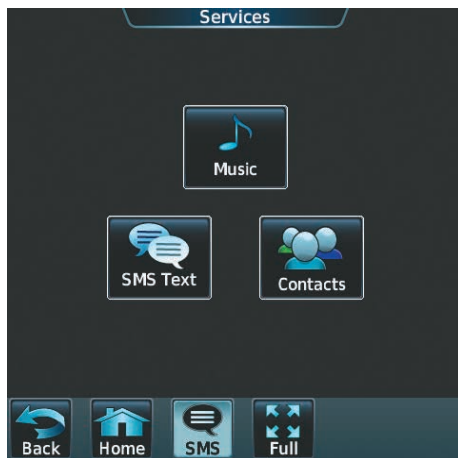 Services
Music
SMS Text
Contacts
Back
Home
SMS
Full